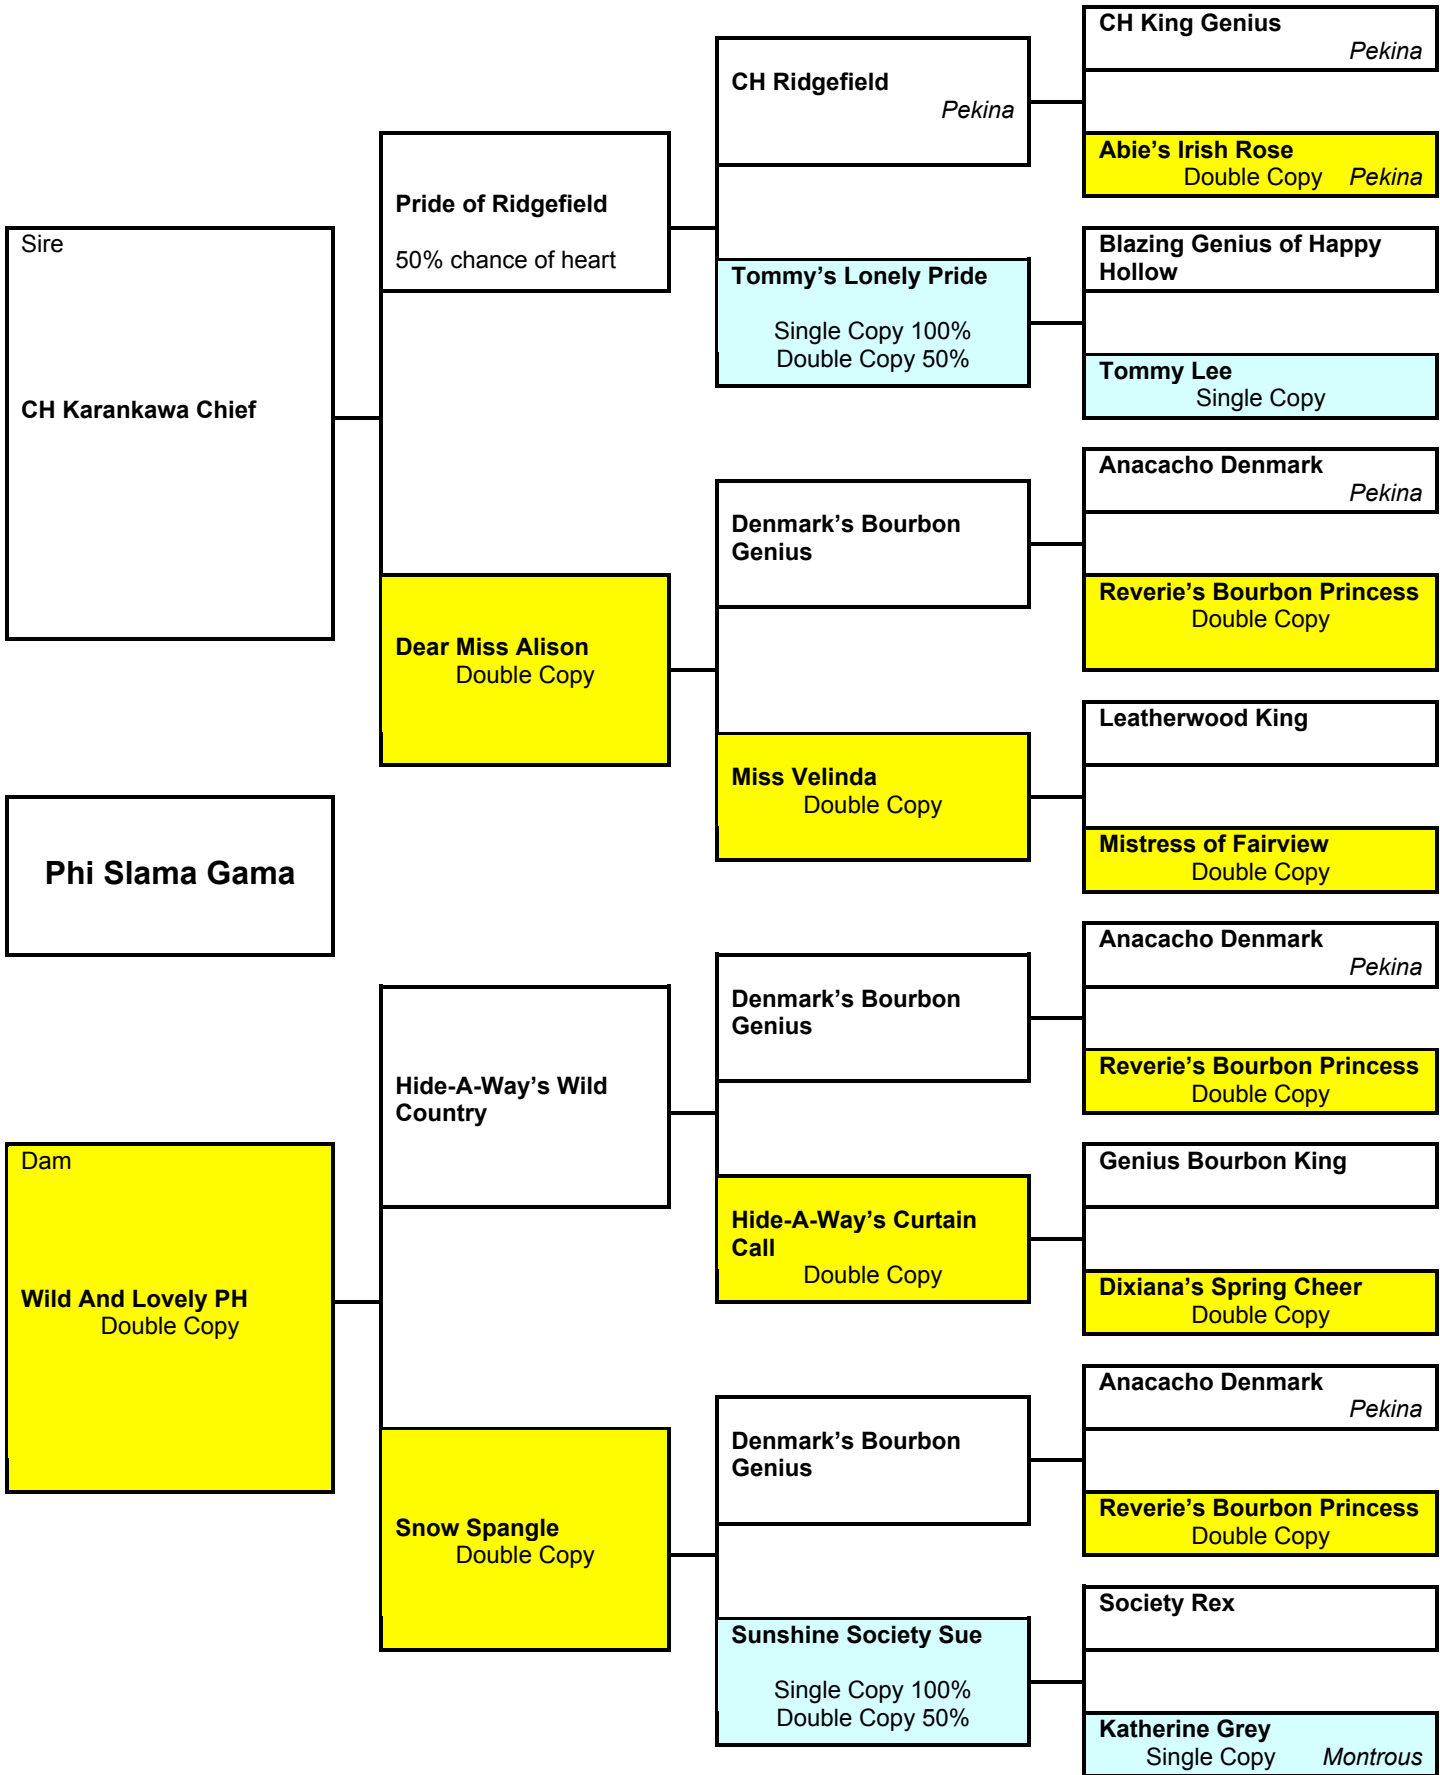 Sire
CH Karankawa Chief
Phi Slama Gama
Dam
Wild And Lovely PH
Double Copy
Pride of Ridgefield
50% chance of heart
Dear Miss Alison
Double Copy
Hide-A-Way’s Wild
Country
Snow Spangle
Double Copy
CH Ridgefield
Pekina
Tommy’s Lonely Pride
Single Copy 100%
Double Copy 50%
Denmark’s Bourbon
Genius
Miss Velinda
Double Copy
Denmark’s Bourbon
Genius
Hide-A-Way’s Curtain
Call
Double Copy
Denmark’s Bourbon
Genius
Sunshine Society Sue
Single Copy 100%
Double Copy 50%
CH King Genius
Pekina
Abie’s Irish Rose
Double Copy Pekina
Blazing Genius of Happy
Hollow
Tommy Lee
Single Copy
Anacacho Denmark
Pekina
Reverie’s Bourbon Princess
Double Copy
Leatherwood King
Mistress of Fairview
Double Copy
Anacacho Denmark
Pekina
Reverie’s Bourbon Princess
Double Copy
Genius Bourbon King
Dixiana’s Spring Cheer
Double Copy
Anacacho Denmark
Pekina
Reverie’s Bourbon Princess
Double Copy
Society Rex
Katherine Grey
Single Copy Montrous